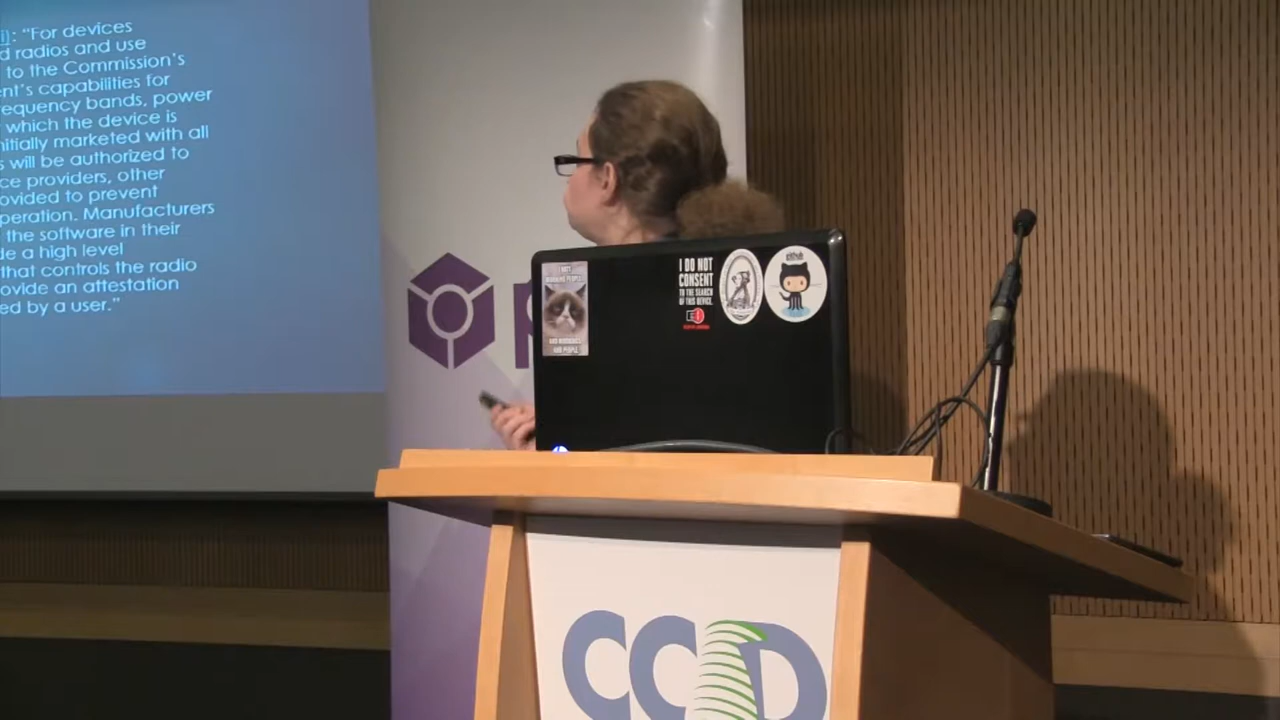 i): “For devices
d radios and use
to the Commission’s
nt’s capabilities for
equency bands, power
which the device is
nitially marketed with all
s will be authorized to
ce providers, other
ovided to prevent
peration. Manufacturers
the software in their
de a high level
that controls the radio
ovide an attestation
ed by a user.”
I DO NOT
CONSENT
TO THE SEARCH
OF THIS DEVICE.
github
CCD